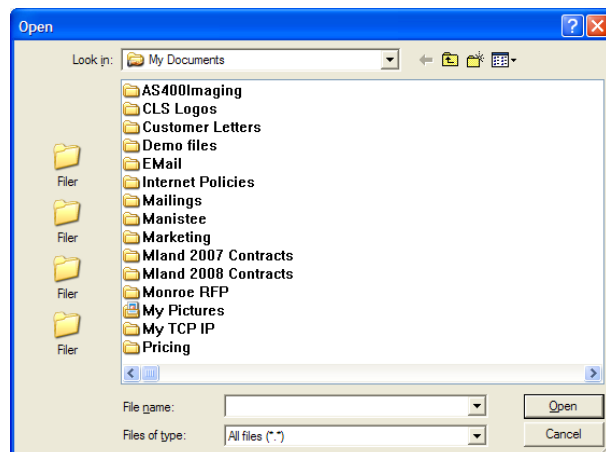 Open
Look in: My Documents
AS400Imaging
CLS Logos
Customer Letters
Demo files
EMail
Internet Policies
Mailings
Manistee
Marketing
Mland 2007 Contracts
Mland 2008 Contracts
Monroe RFP
My Pictures
My TCP IP
Pricing
Filer
Filer
Filer
Filer
File name: Open
Files of type: All files (*.*) Cancel